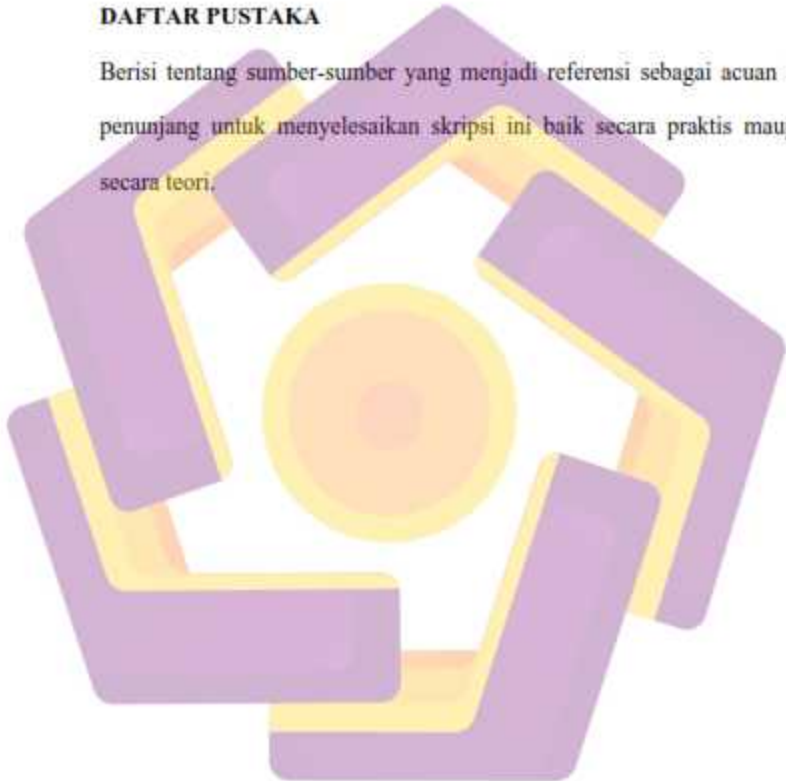 DAFTAR PUSTAKA
Berisi tentang sumber-sumber yang menjadi referensi sebagai acuan
penunjang untuk menyelesaikan skripsi ini baik secara praktis
secara teori.